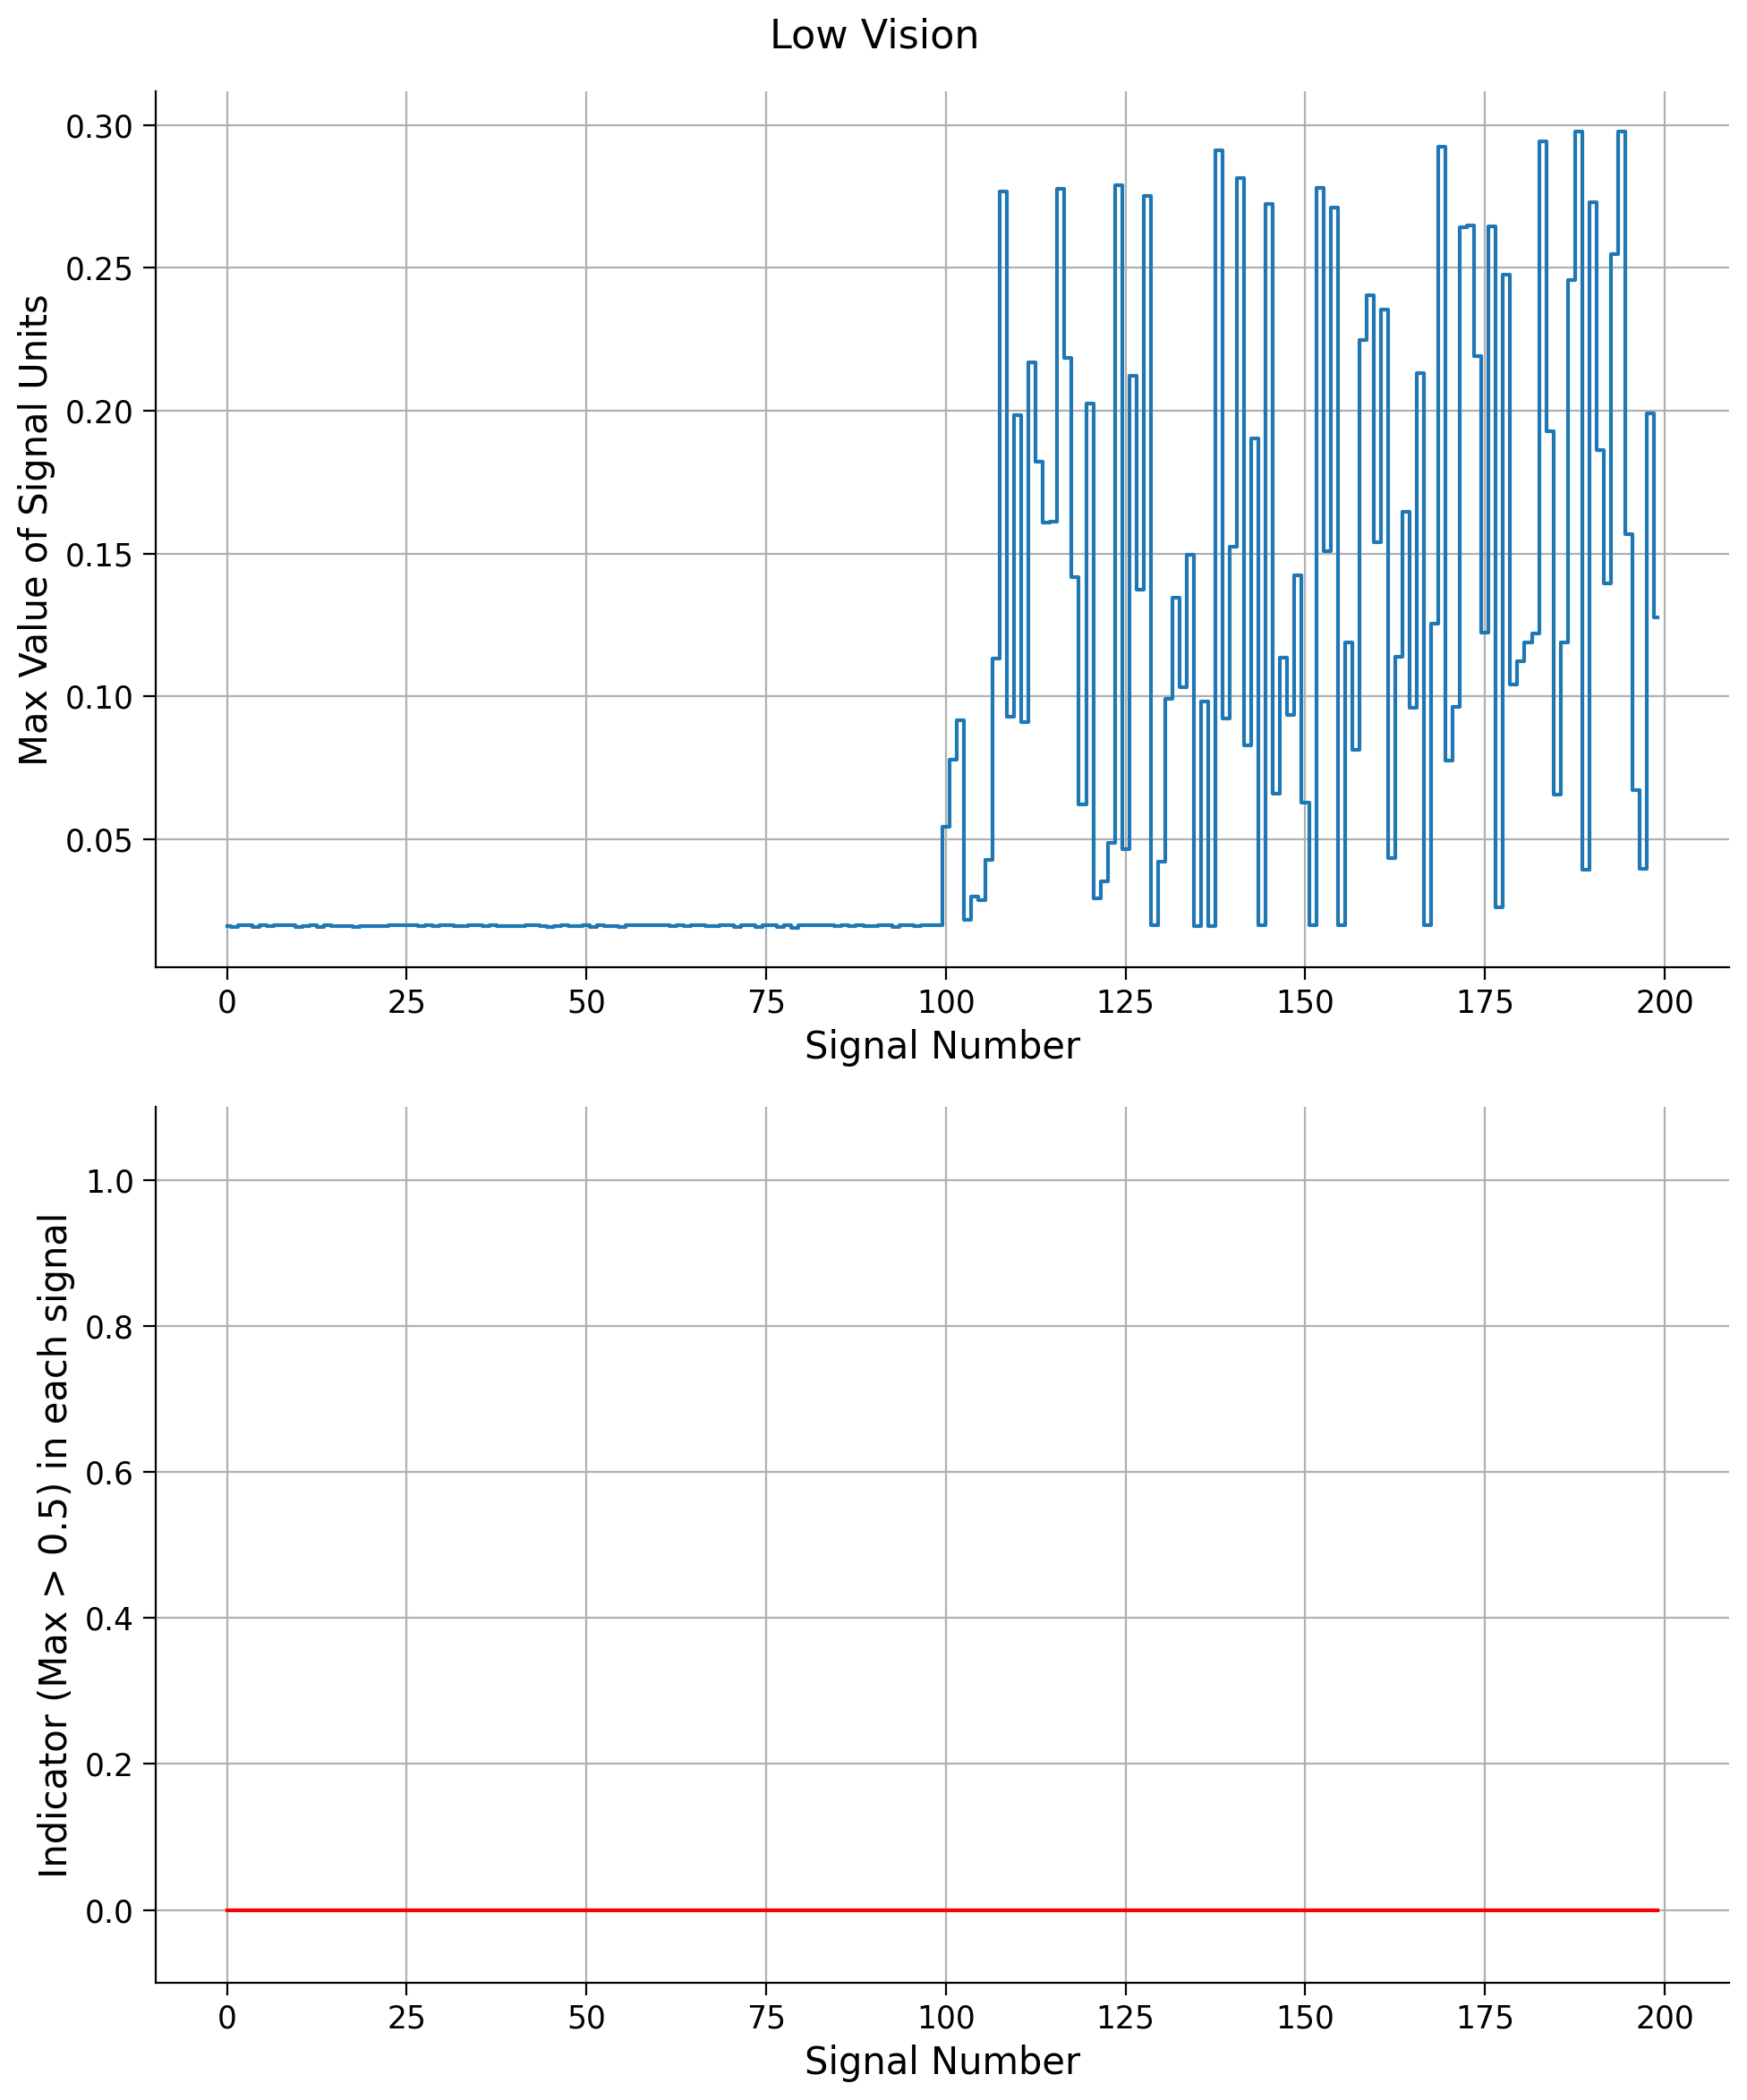 Low Vision
Max Value of Signal Units
0.30
0.25
0.20
0.15
0.10
0.05
0 25 50 75 100 125 150 175 200
Signal Number
Indicator (Max > 0.5) in each signal
1.0
0.8
0.6
0.4
0.2
0.0
0 25 50 75 100 125 150 175 200
Signal Number